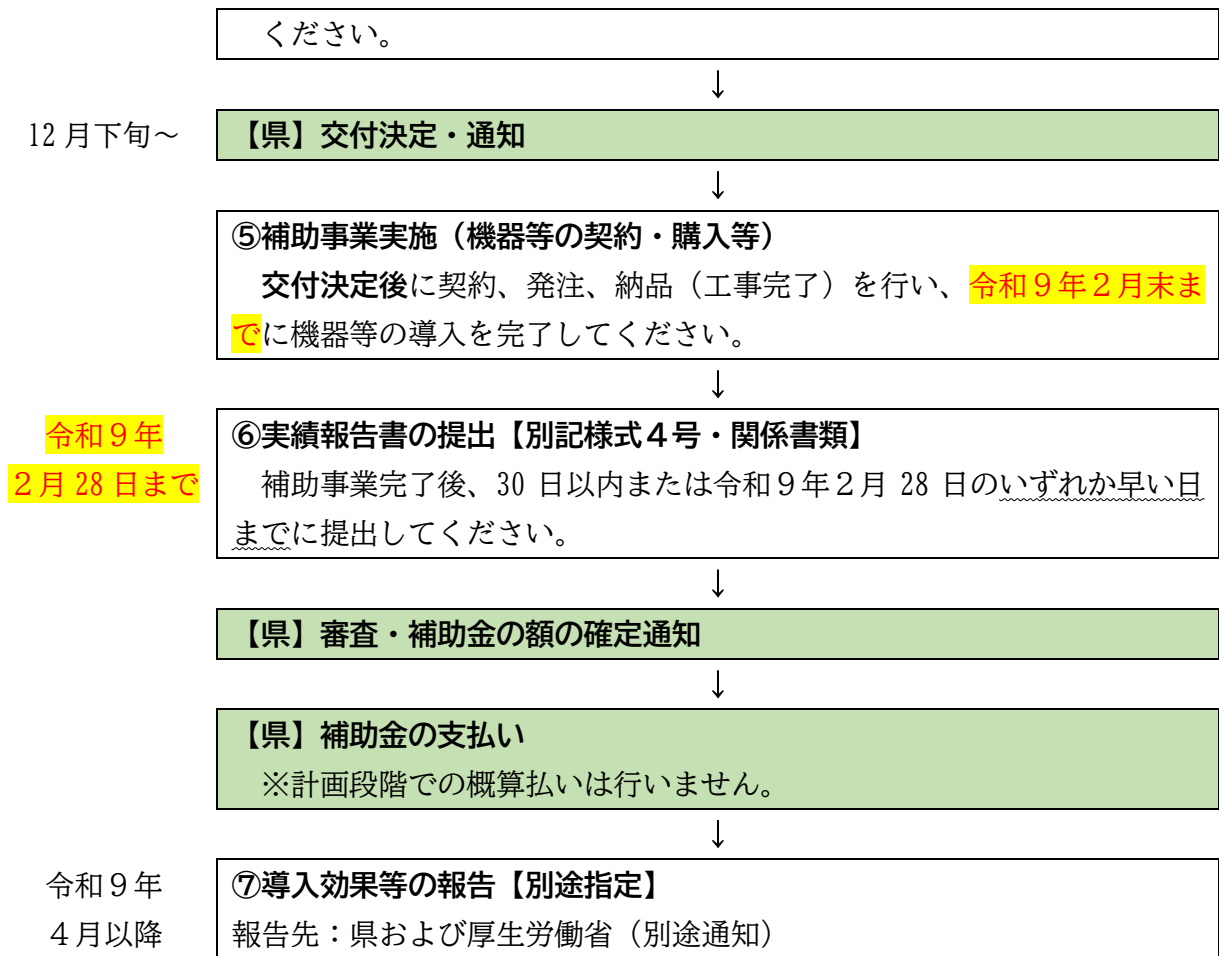 ください。
↓
12月下旬～
【県】交付決定・通知
↓
⑤補助事業実施（機器等の契約・購入等）
交付決定後に契約、発注、納品（工事完了）を行い、令和９年２月末ま
でに機器等の導入を完了してください。
↓
令和９年
２月28日まで
⑥実績報告書の提出【別記様式４号・関係書類】
補助事業完了後、30 日以内または令和９年２月 28 日のいずれか早い日
までに提出してください。
↓
【県】審査・補助金の額の確定通知
↓
【県】補助金の支払い
※計画段階での概算払いは行いません。
↓
令和９年
４月以降
⑦導入効果等の報告【別途指定】
報告先：県および厚生労働省（別途通知）